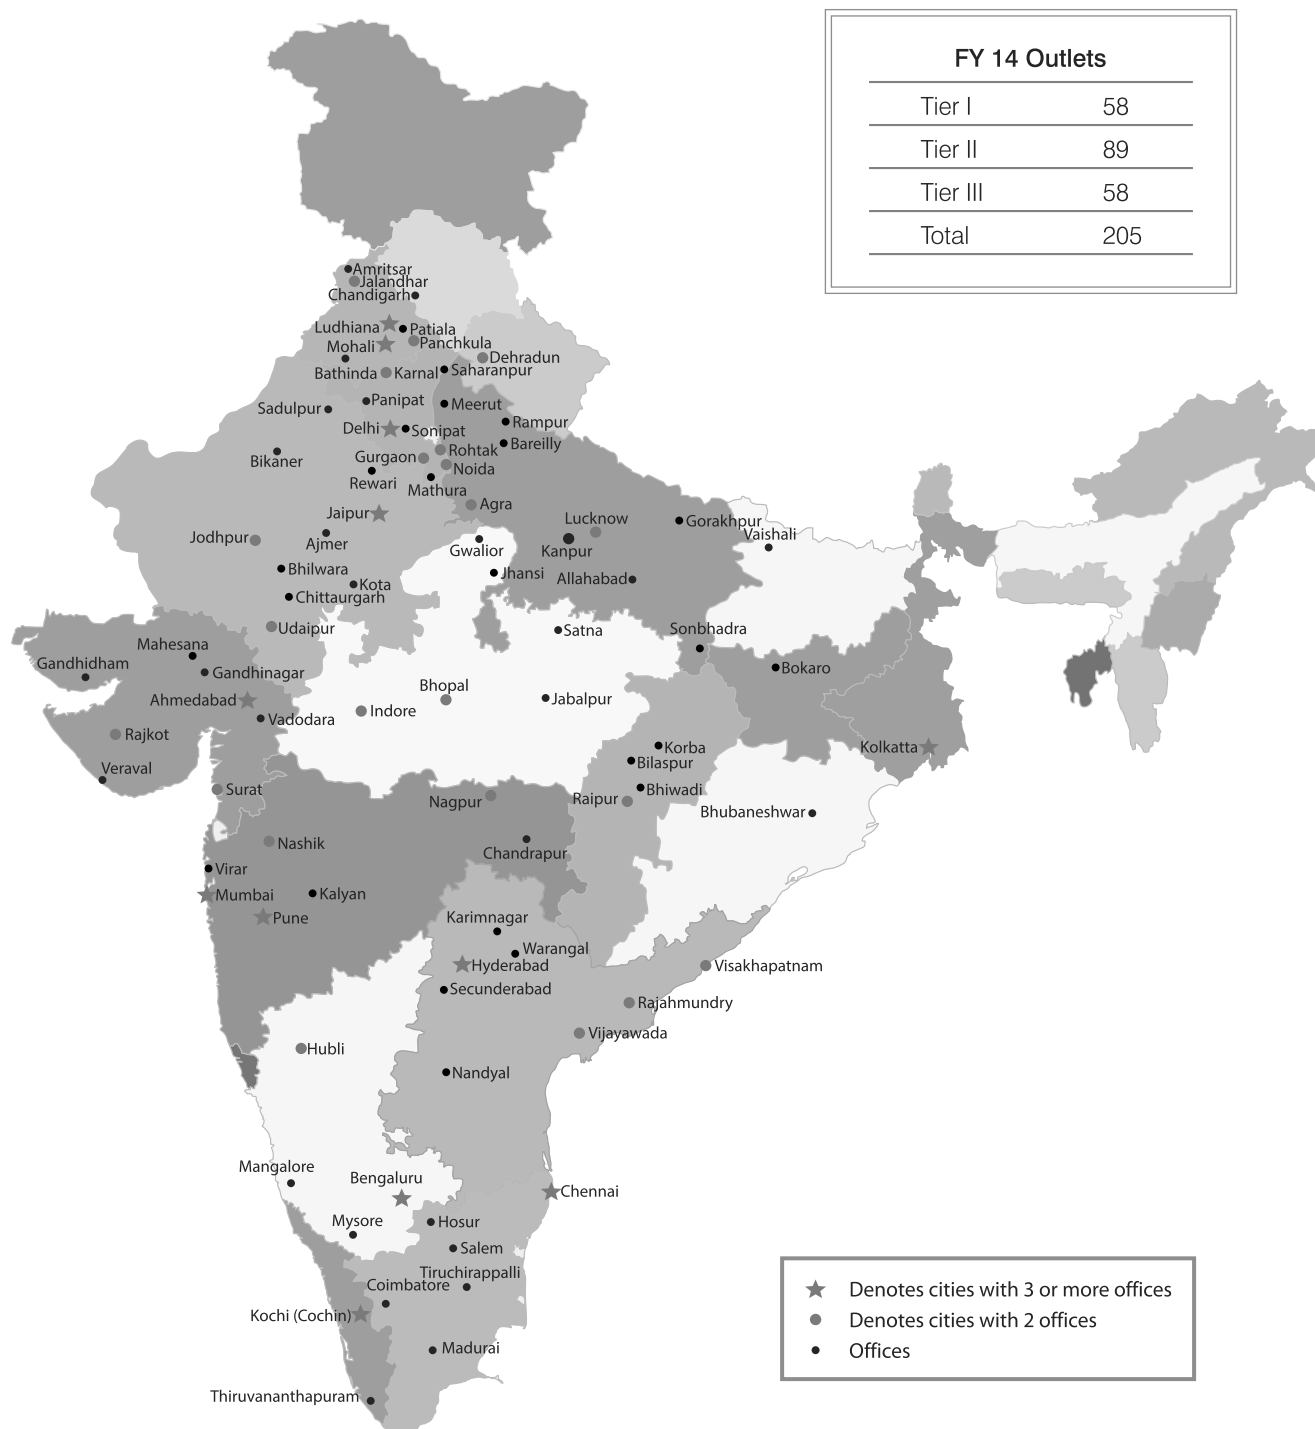 FY 14 Outlets
Tier I 58
Tier II 89
Tier III 58
Total 205
Amritsar
Jalandhar
Chandigarh
Ludhiana
Patiala
Mohali
Panchkula
Dehradun
Bathinda
Karnal
Saharanpur
Sadulpur
Panipat
Meerut
Rampur
Delhi
Sonipat
Bareilly
Bikaner
Gurgaon
Rohtak
Noida
Rewari
Mathura
Jaipur
Agra
Lucknow
Gorakhpur
Vaishali
Jodhpur
Ajmer
Gwalior
Kanpur
Bhilwara
Kota
Jhansi
Allahabad
Chittaurgarh
Udaipur
Satna
Sonbhadra
Mahesana
Gandhidham
Gandhinagar
Bokaro
Ahmedabad
Bhopal
Jabalpur
Vadodara
Indore
Rajkot
Korba
Kolkatta
Veraval
Bilaspur
Surat
Nagpur
Raipur
Bhiwadi
Bhubaneshwar
Nashik
Chandrapur
Virar
Mumbai
Kalyan
Pune
Karimnagar
Warangal
Hyderabad
Visakhapatnam
Secunderabad
Rajahmundry
Vijayawada
Hubli
Nandyal
Mangalore
Bengaluru
Chennai
Mysore
Hosur
Salem
Tiruchirappalli
Coimbatore
Kochi (Cochin)
Madurai
Thiruvananthapuram
Denotes cities with 3 or more offices
Denotes cities with 2 offices
Offices